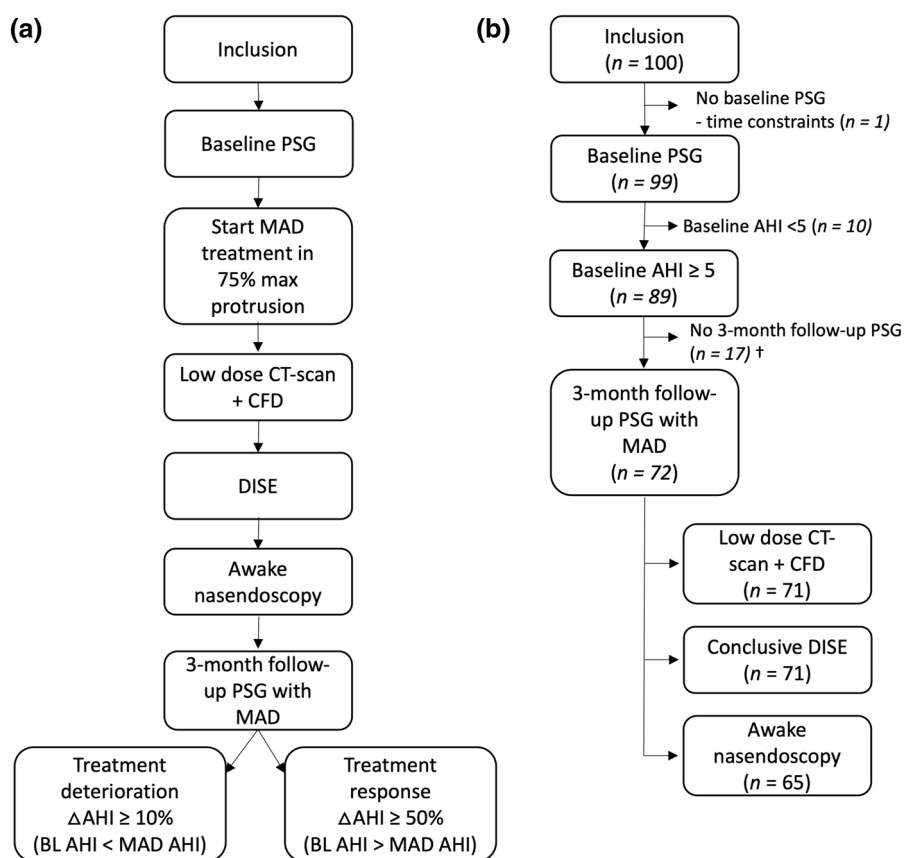 (a)
Inclusion
Baseline PSG
Start MAD
treatment in
75% max
protrusion
Low dose CT-scan
+ CFD
DISE
Awake
nasendoscopy
3-month follow-
up PSG with
MAD
Treatment
deterioration
△AHI ≥ 10%
(BL AHI < MAD AHI)
Treatment
response
△AHI ≥ 50%
(BL AHI > MAD AHI)
(b)
Inclusion
(n = 100)
No baseline PSG
- time constraints (n = 1)
Baseline PSG
(n = 99)
Baseline AHI <5 (n = 10)
Baseline AHI ≥ 5
(n = 89)
No 3-month follow-up PSG
(n = 17) †
3-month follow-
up PSG with
MAD
(n = 72)
Low dose CT-
scan + CFD
(n = 71)
Conclusive DISE
(n = 71)
Awake
nasendoscopy
(n = 65)